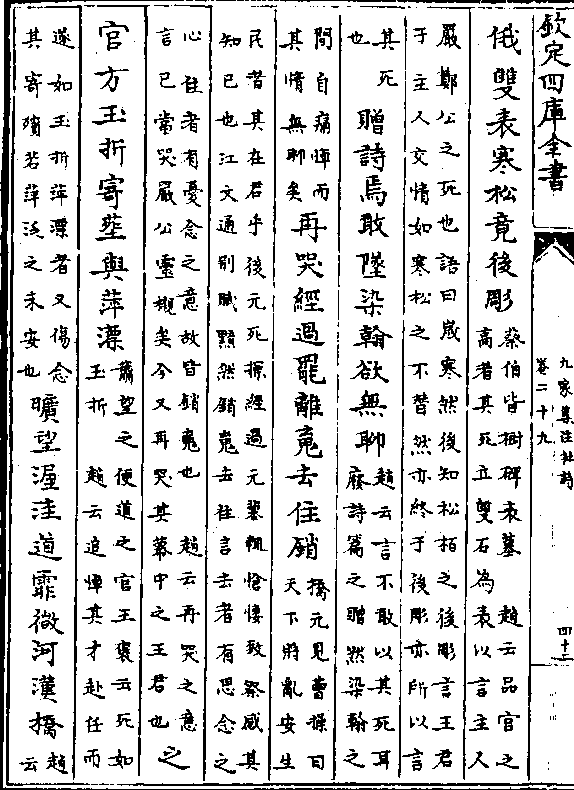 欽定四庫全書
九家集注杜詩
卷二十九
四十二
俄雙表寒松竟後彫
蔡伯喈樹碑表墓 趙云品官之
高者其死立雙石為表以言主人
嚴鄭公之死也語曰歲寒然後知松柏之後彫言王君
于主人交情如寒松之不替然亦終于後彫亦所以言
其死
也
贈詩焉敢墜染翰欲無聊
趙云言不敢以其死耳
廢詩篇之贈然染翰之
間自痛悼而
其情無聊矣
再哭經過罷離䰟去住銷
橋元見曹操曰
天下將亂安生
民者其在君乎後元死操經過元墓輒愴悽致祭感其
知已也江文通別賦黯然銷䰟去往言去者有思念之
心住者有憂念之意故皆銷䰟也 趙云再哭之意
言已常哭嚴公靈櫬矣今又再哭其幕中之王君也
之
官方玉折寄塟與萍漂
蕭望之便道之官王褒云死如
玉折 趙云追悼其才赴任而
遂如玉折萍漂者又傷念
其寄殯若萍泛之未安也
曠望渥洼道霏微河漢橋
趙
云